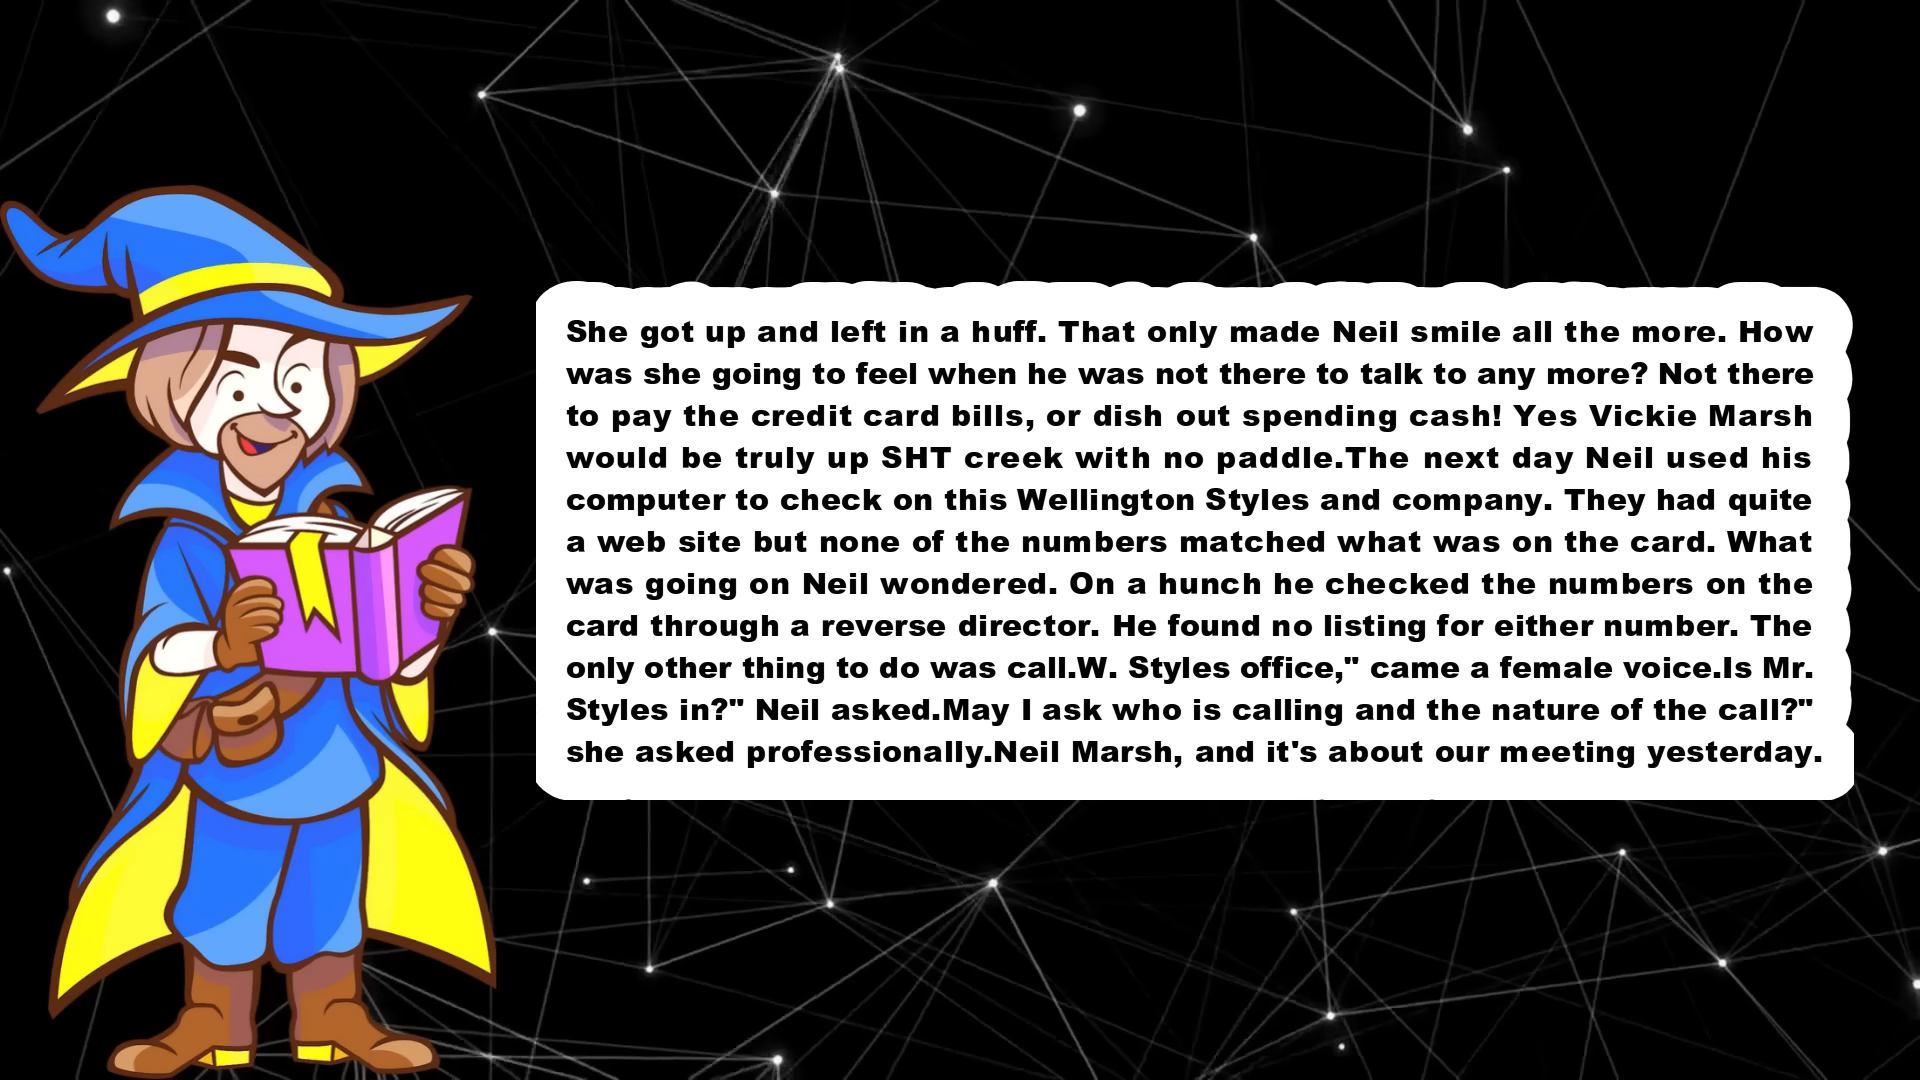 She got up and left in a huff. That only made Neil smile all the more. How
was she going to feel when he was not there to talk to any more? Not there
to pay the credit card bills, or dish out spending cash! Yes Vickie Marsh
would be truly up SHT creek with no paddle.The next day Neil used his
computer to check on this Wellington Styles and company. They had quite
a web site but none of the numbers matched what was on the card. What
was going on Neil wondered. On a hunch he checked the numbers on the
card through a reverse director. He found no listing for either number. The
only other thing to do was call.W. Styles office," came a female voice.Is Mr.
Styles in?" Neil asked.May I ask who is calling and the nature of the call?"
she asked professionally.Neil Marsh, and it's about our meeting yesterday.